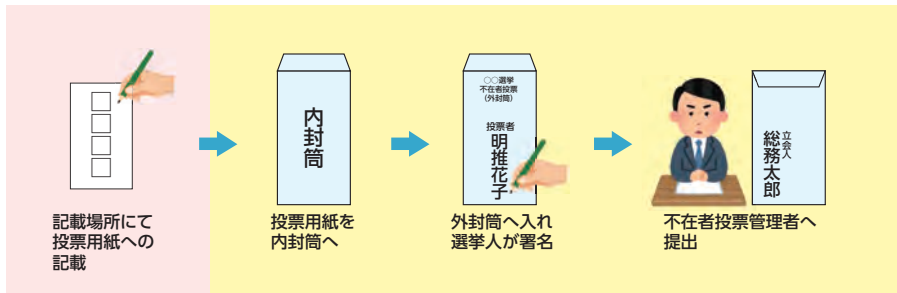 内封筒
○○選挙
不在者投票
(外封筒)
投票者
明推花子
立会人
総務太郎
記載場所にて
投票用紙への
記載
投票用紙を
内封筒へ
外封筒へ入れ
選挙人が署名
不在者投票管理者へ
提出